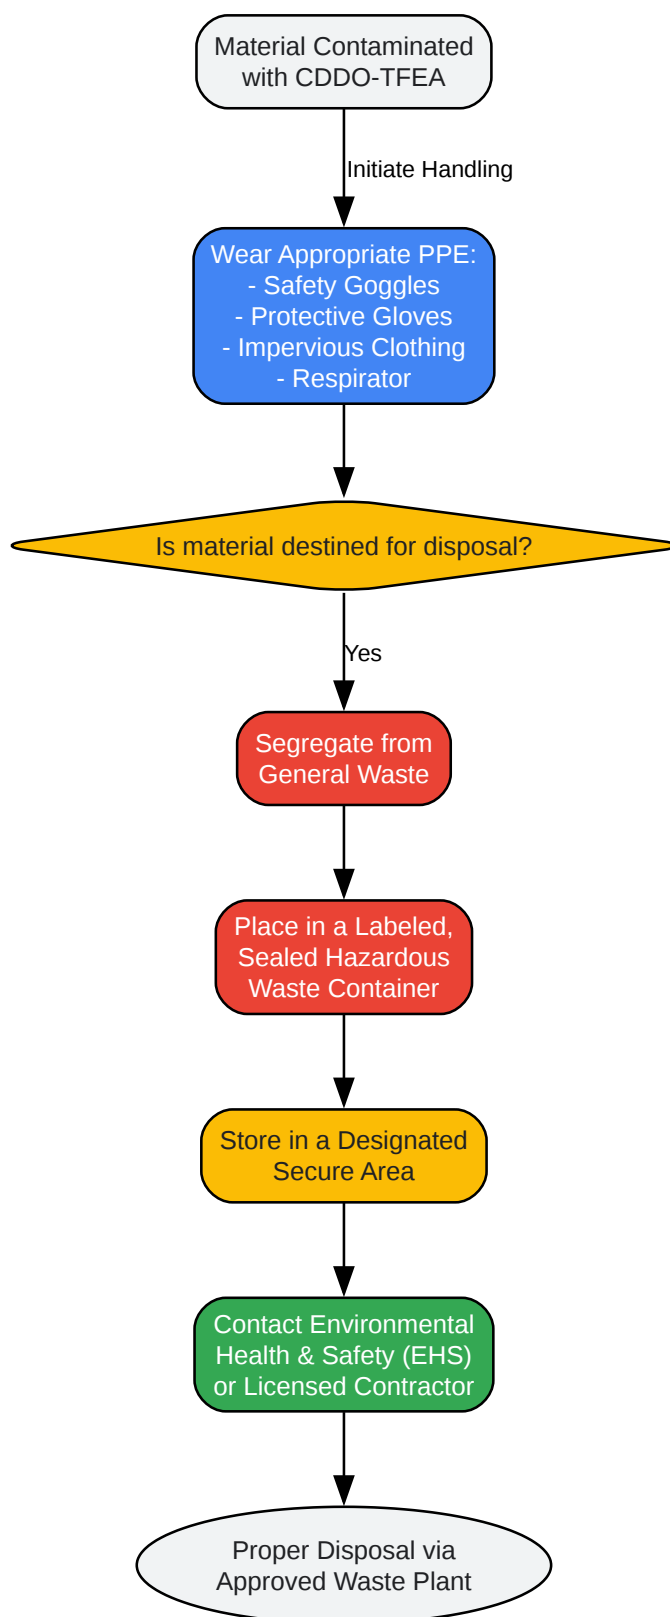 Material Contaminated
with CDDO-TFEA
Initiate Handling
Wear Appropriate PPE:
- Safety Goggles
- Protective Gloves
- Impervious Clothing
- Respirator
Is material destined for disposal?
Yes
Segregate from
General Waste
Place in a Labeled,
Sealed Hazardous
Waste Container
Store in a Designated
Secure Area
Contact Environmental
Health & Safety (EHS)
or Licensed Contractor
Proper Disposal via
Approved Waste Plant